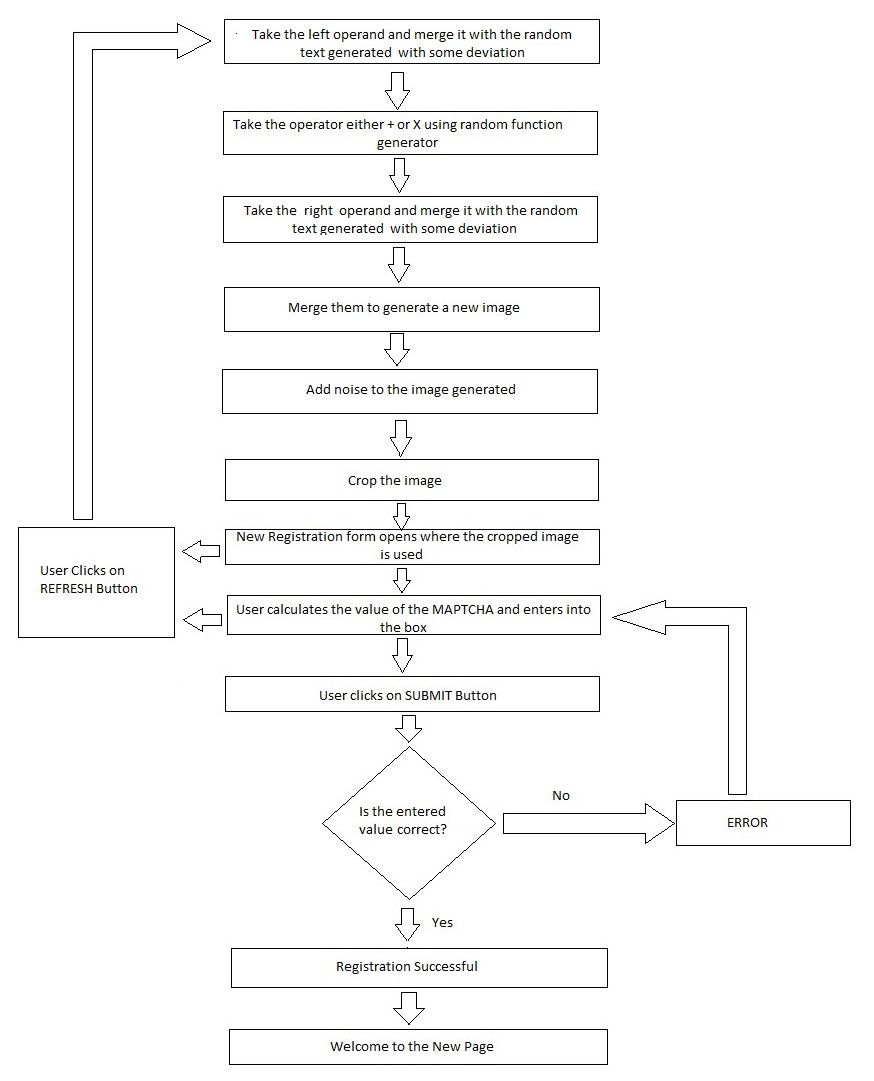 Take the left operand and merge it with the random
text generated with some deviation
Take the operator either + or X using random function
generator
Take the right operand and merge it with the random
text generated with some deviation
Merge them to generate a new image
Add noise to the image generated
Crop the image
New Registration form opens where the cropped image
is used
User Clicks on
REFRESH Button
User calculates the value of the MAPTCHA and enters into
the box
User clicks on SUBMIT Button
Is the entered
value correct?
No
ERROR
Yes
Registration Successful
Welcome to the New Page